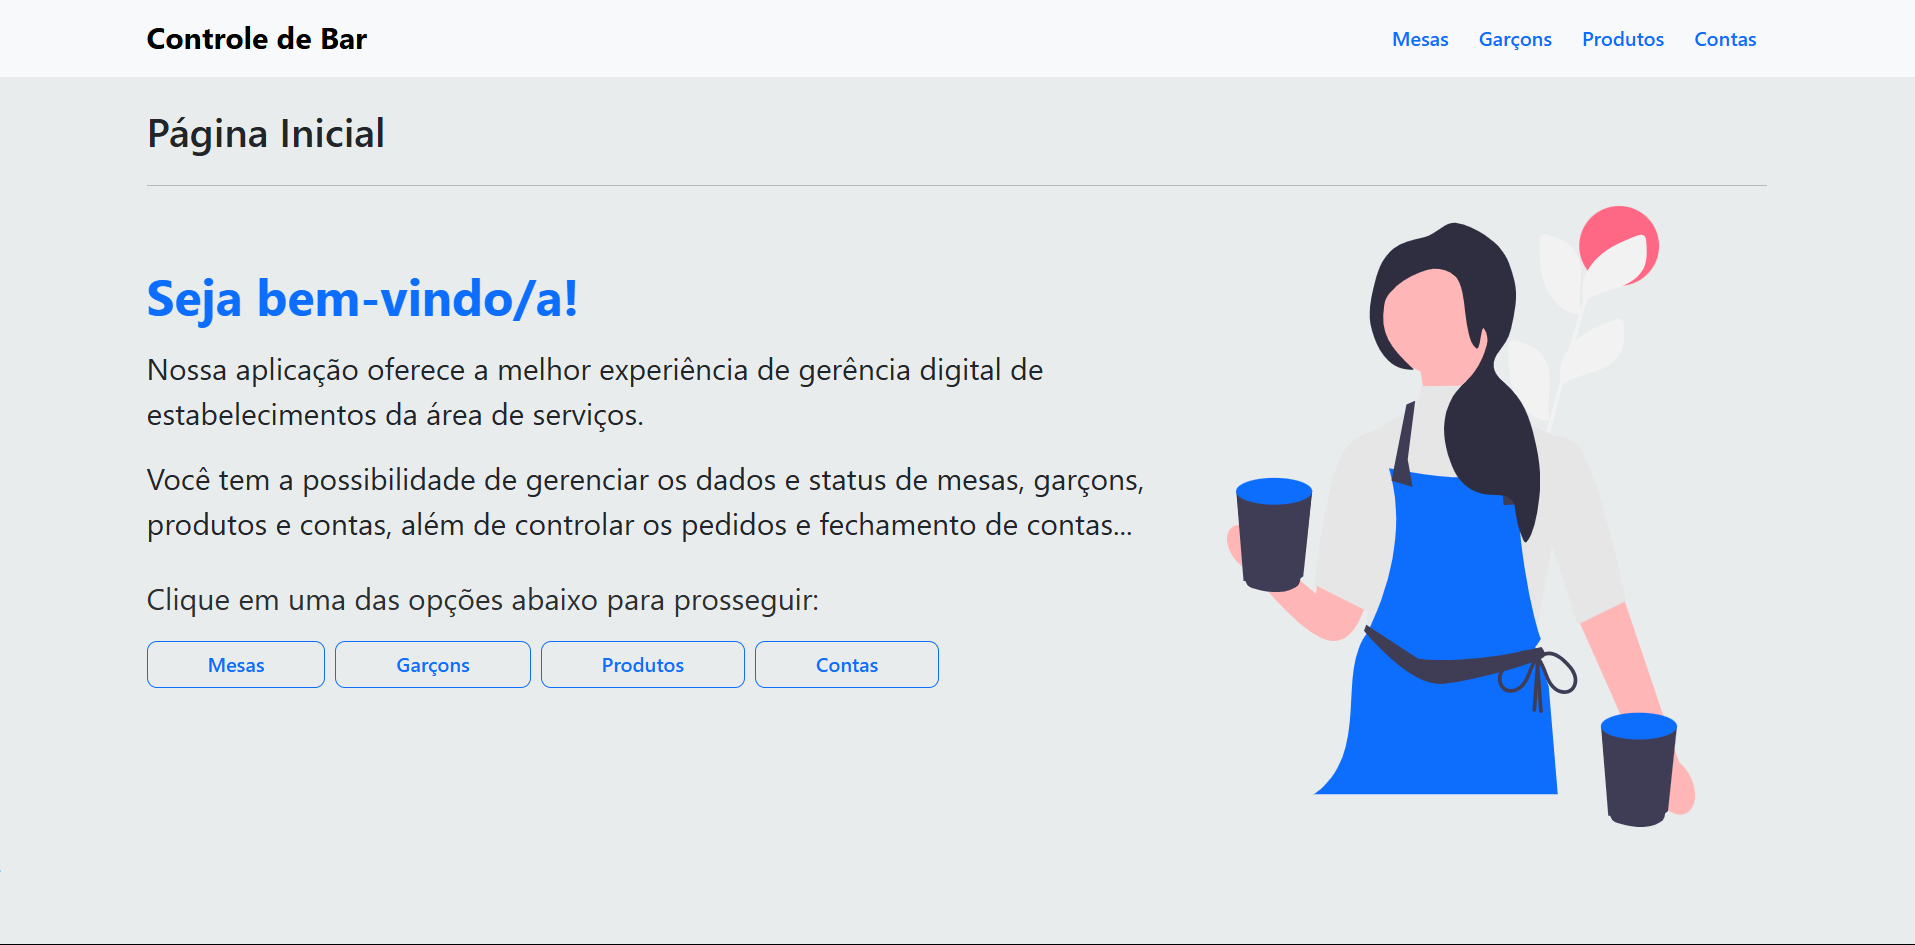 Controle de Bar
Mesas Garçons Produtos Contas
Página Inicial
Seja bem-vindo/a!
Nossa aplicação oferece a melhor experiência de gerência digital de
estabelecimentos da área de serviços.
Você tem a possibilidade de gerenciar os dados e status de mesas, garçons,
produtos e contas, além de controlar os pedidos e fechamento de contas...
Clique em uma das opções abaixo para prosseguir:
Mesas Garçons Produtos Contas